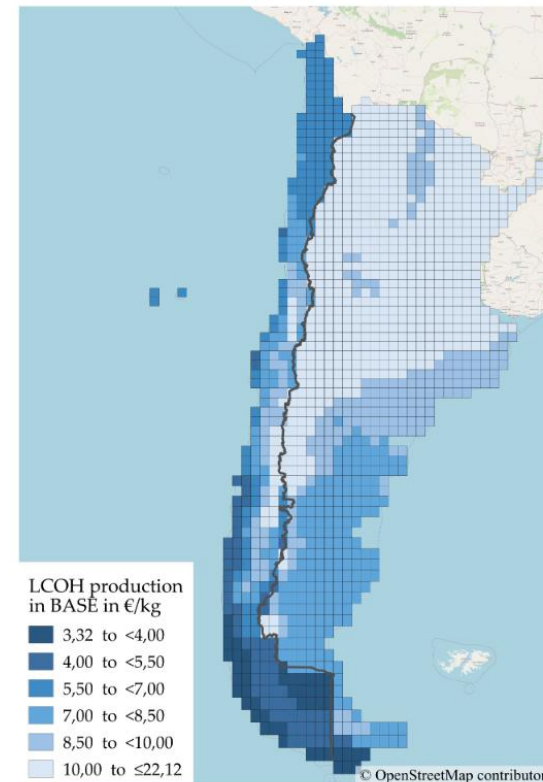 LCOH production
in BASE in €/kg
3,32 to <4,00
4,00 to <5,50
5,50 to <7,00
7,00 to <8,50
8,50 to <10,00
10,00 to ≤22,12
© OpenStreetMap contributor